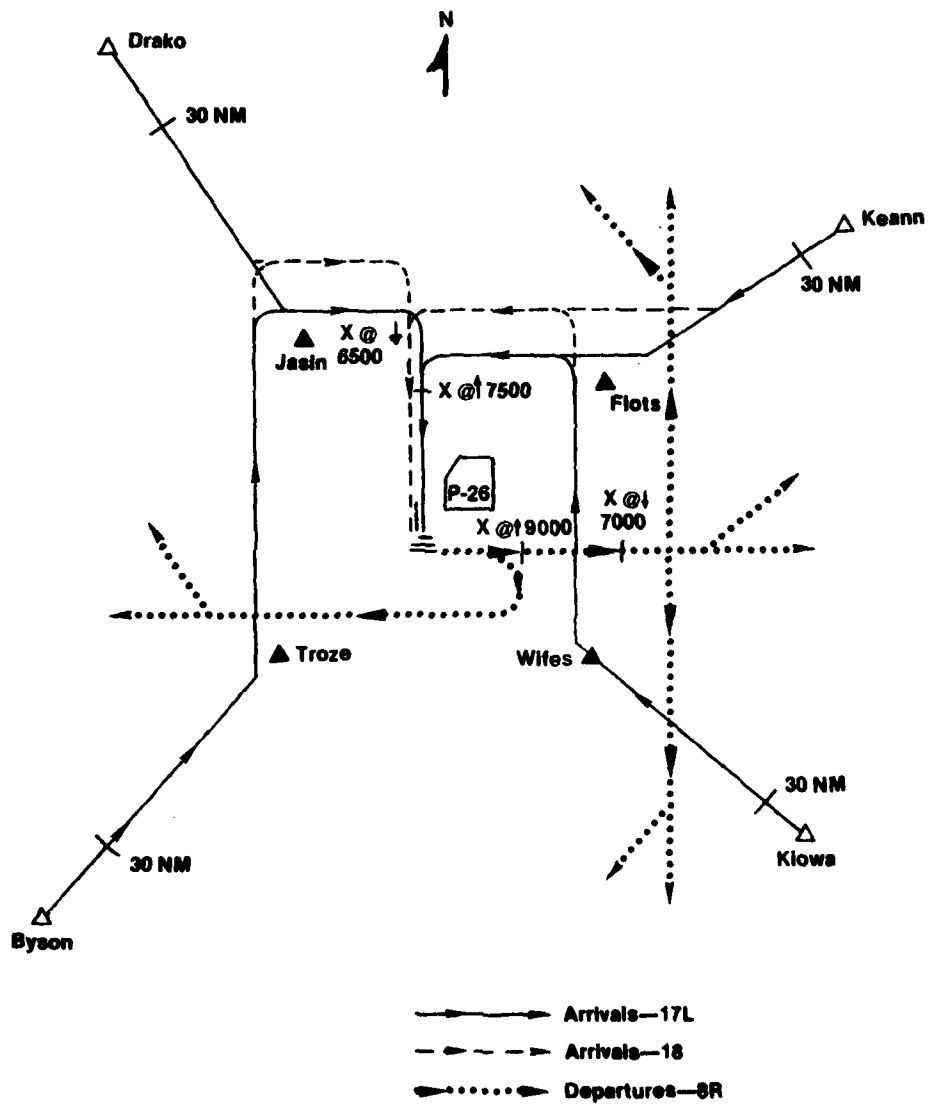 N
Drako
30 NM
Keann
30 NM
X @ ↓
6500
Jasin
X @↑ 7500
Flots
P-26
X @↑ 9000
X @↓
7000
Troze
Wifes
30 NM
Kiowa
30 NM
Byson
Arrivals—17L
Arrivals—18
Departures—8R